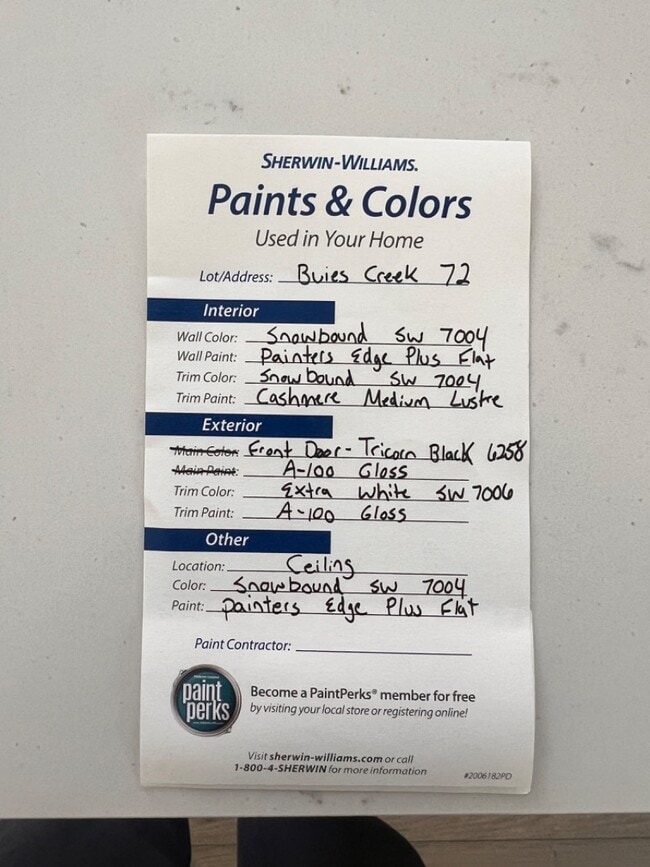 SHERWIN-WILLIAMS.
Paints & Colors
Used in Your Home
Lot/Address: Buies Creek 72
Interior
Wall Color: Snowbound SW 7004
Wall Paint: Painters Edge Plus Flat
Trim Color: Snowbound SW 7004
Trim Paint: Cashmere Medium Lustre
Exterior
Main Color: Front Door - Tricorn Black 6258
Main Paint: A-100 Gloss
Trim Color: Extra White SW 7006
Trim Paint: A-100 Gloss
Other
Location: Ceiling
Color: Snowbound SW 7004
Paint: Painters Edge Plus Flat
Paint Contractor:
paint perks
Become a PaintPerks® member for free
by visiting your local store or registering online!
Visit sherwin-williams.com or call
1-800-4-SHERWIN for more information
#2006182PD